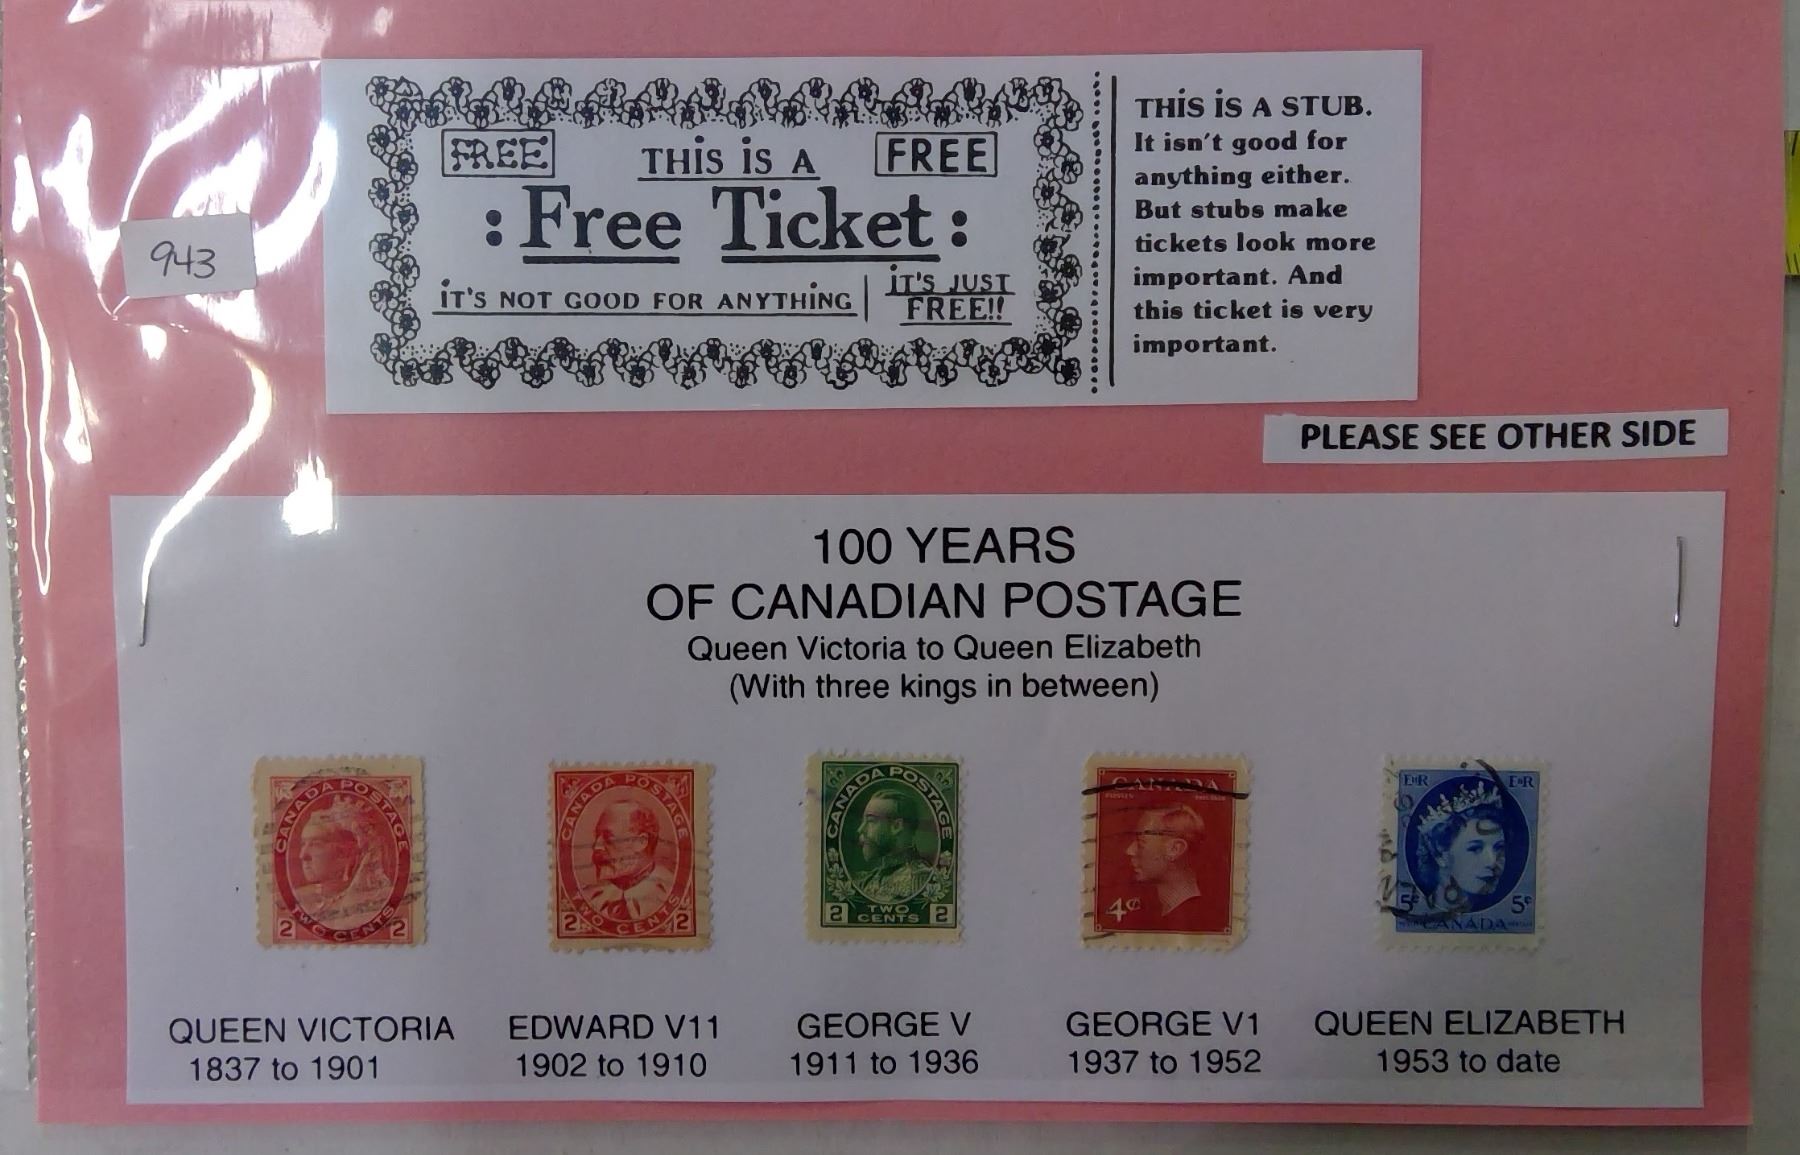 943
FREE
THIS IS A
FREE
: Free Ticket :
IT'S NOT GOOD FOR ANYTHING
IT'S JUST
FREE!!
THIS IS A STUB.
It isn't good for
anything either.
But stubs make
tickets look more
important. And
this ticket is very
important.
PLEASE SEE OTHER SIDE
100 YEARS
OF CANADIAN POSTAGE
Queen Victoria to Queen Elizabeth
(With three kings in between)
CANADA POSTAGE
2 TWO CENTS 2
CANADA POSTAGE
2 TWO CENTS 2
CANADA POSTAGE
2 TWO CENTS 2
CANADA
4¢
EIIR EIIR
5¢ 5¢
CANADA
QUEEN VICTORIA
1837 to 1901
EDWARD V11
1902 to 1910
GEORGE V
1911 to 1936
GEORGE V1
1937 to 1952
QUEEN ELIZABETH
1953 to date